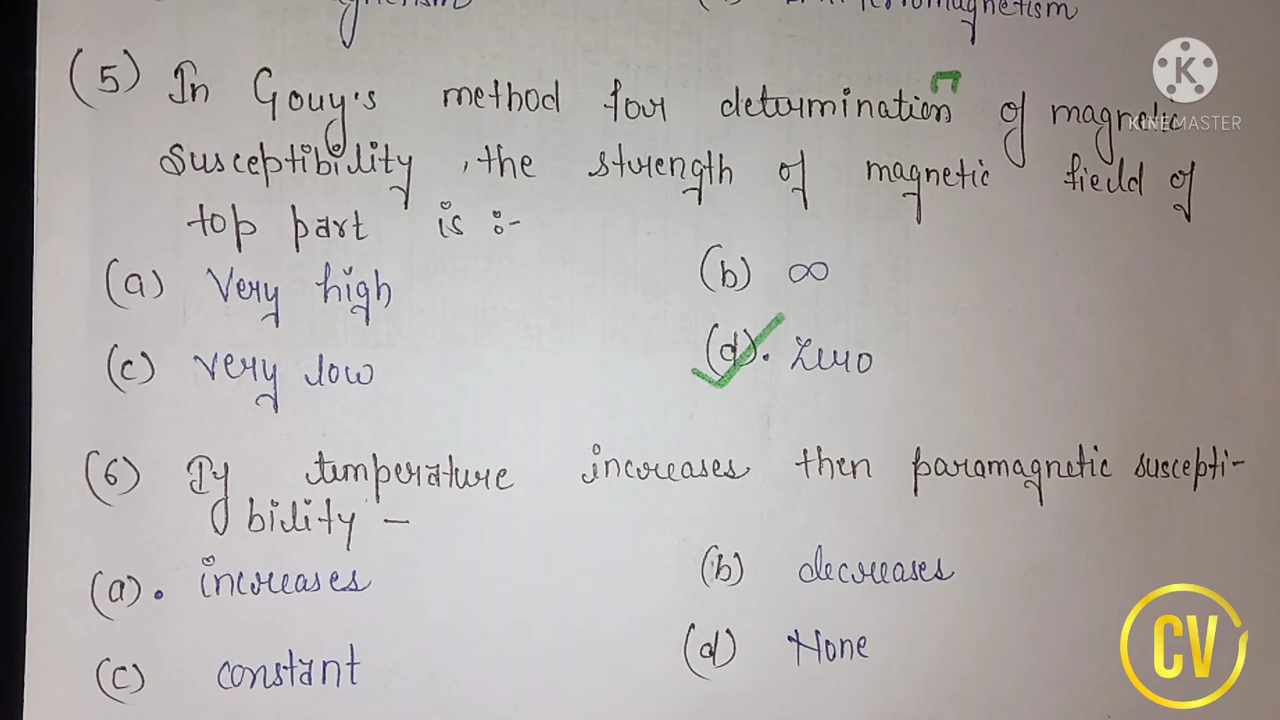 (5) In Gouy's method for determination of magnetic
susceptibility, the strength of magnetic field of
top part is :-
(a) Very high (b) ∞
(c) very low (d). Zero
(6) If temperature increases then paramagnetic suscepti-
bility -
(a). increases (b) decreases
(c) constant (d) None
K
KINEMASTER
CV